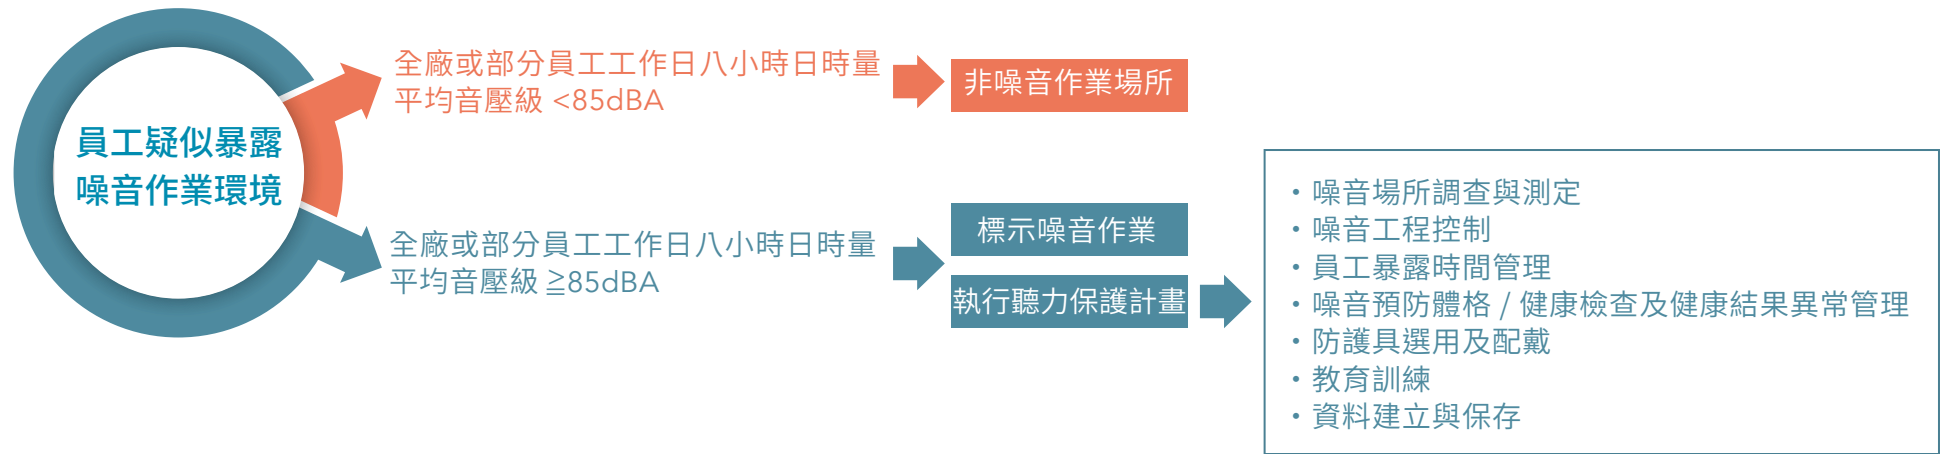 員工疑似暴露
噪音作業環境
全廠或部分員工工作日八小時日時量
平均音壓級 <85dBA
非噪音作業場所
全廠或部分員工工作日八小時日時量
平均音壓級 ≧85dBA
標示噪音作業
執行聽力保護計畫
・噪音場所調查與測定
・噪音工程控制
・員工暴露時間管理
・噪音預防體格 / 健康檢查及健康結果異常管理
・防護具選用及配戴
・教育訓練
・資料建立與保存